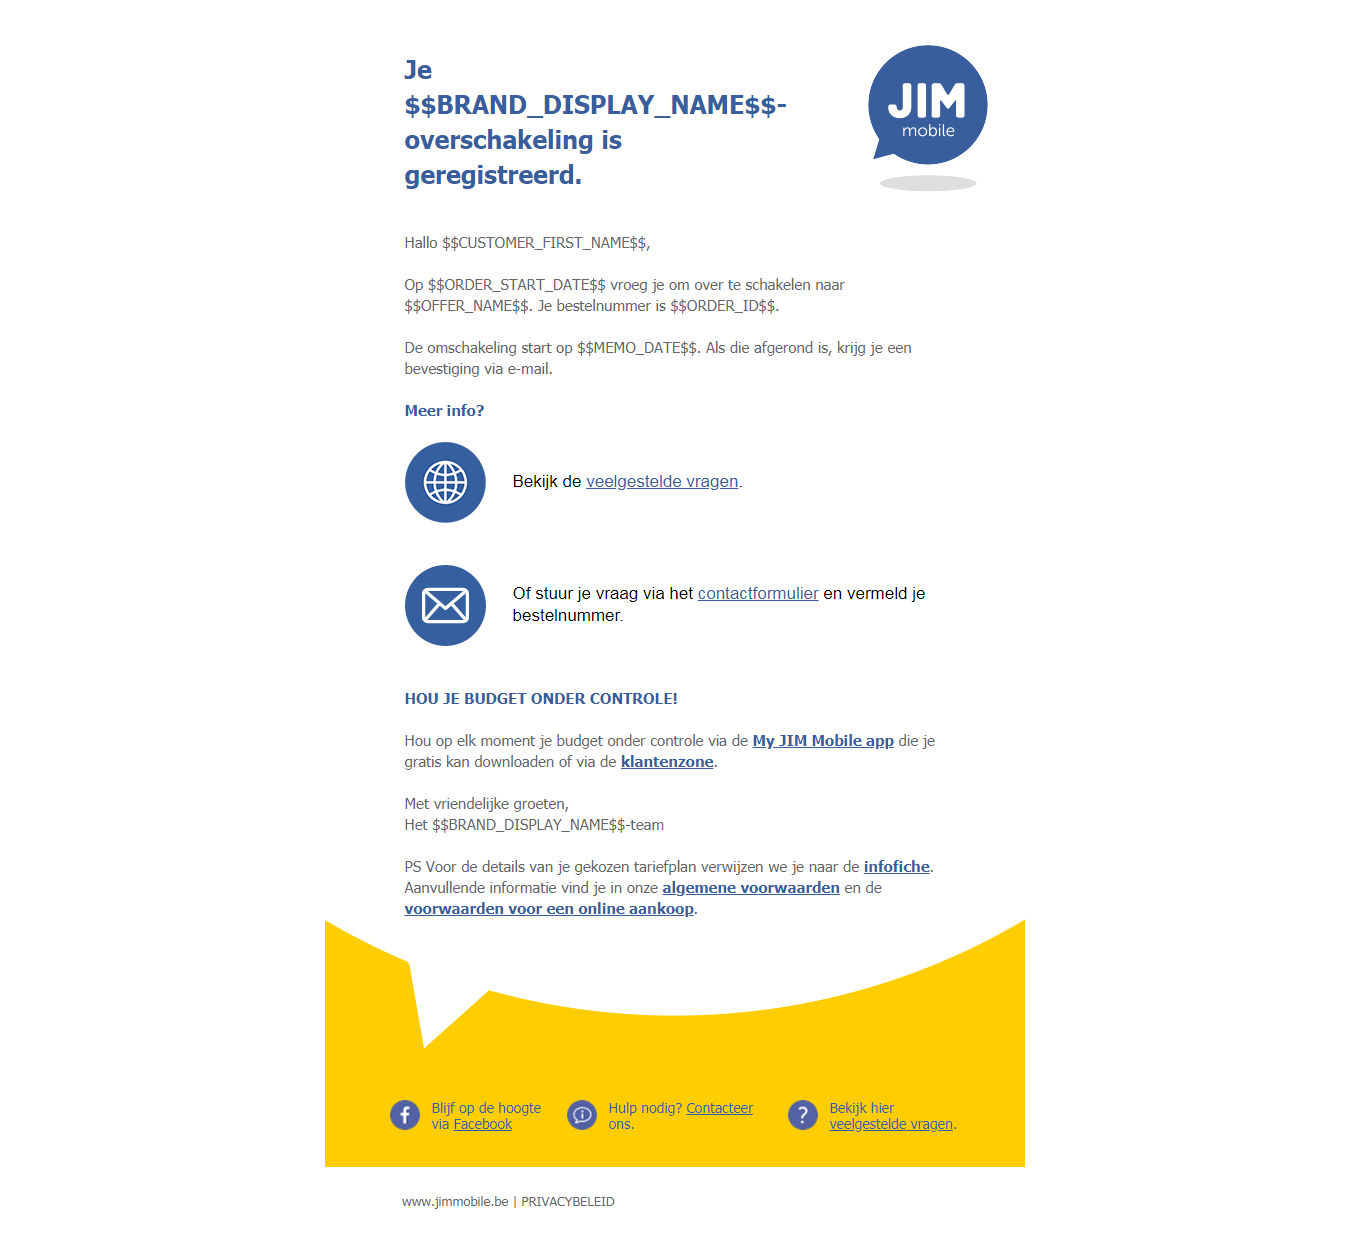 Je
$$BRAND_DISPLAY_NAME$$-
overschakeling is
geregistreerd.
JIM
mobile
Hallo $$CUSTOMER_FIRST_NAME$$,
Op $$ORDER_START_DATE$$ vroeg je om over te schakelen naar
$$OFFER_NAME$$. Je bestelnummer is $$ORDER_ID$$.
De omschakeling start op $$MEMO_DATE$$. Als die afgerond is, krijg je een
bevestiging via e-mail.
Meer info?
Bekijk de veelgestelde vragen.
Of stuur je vraag via het contactformulier en vermeld je
bestelnummer.
HOU JE BUDGET ONDER CONTROLE!
Hou op elk moment je budget onder controle via de My JIM Mobile app die je
gratis kan downloaden of via de klantenzone.
Met vriendelijke groeten,
Het $$BRAND_DISPLAY_NAME$$-team
PS Voor de details van je gekozen tariefplan verwijzen we je naar de infofiche.
Aanvullende informatie vind je in onze algemene voorwaarden en de
voorwaarden voor een online aankoop.
Blijf op de hoogte
via Facebook
Hulp nodig? Contacteer
ons.
Bekijk hier
veelgestelde vragen.
www.jimmobile.be | PRIVACYBELEID